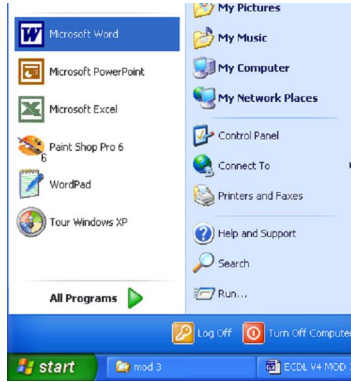 Microsoft Word
Microsoft PowerPoint
Microsoft Excel
Paint Shop Pro 6
6
WordPad
Tour Windows XP
All Programs
My Pictures
My Music
My Computer
My Network Places
Control Panel
Connect To
Printers and Faxes
Help and Support
Search
Run...
Log Off
Turn Off Computer
start
mod 3
ECDL V4 MOD